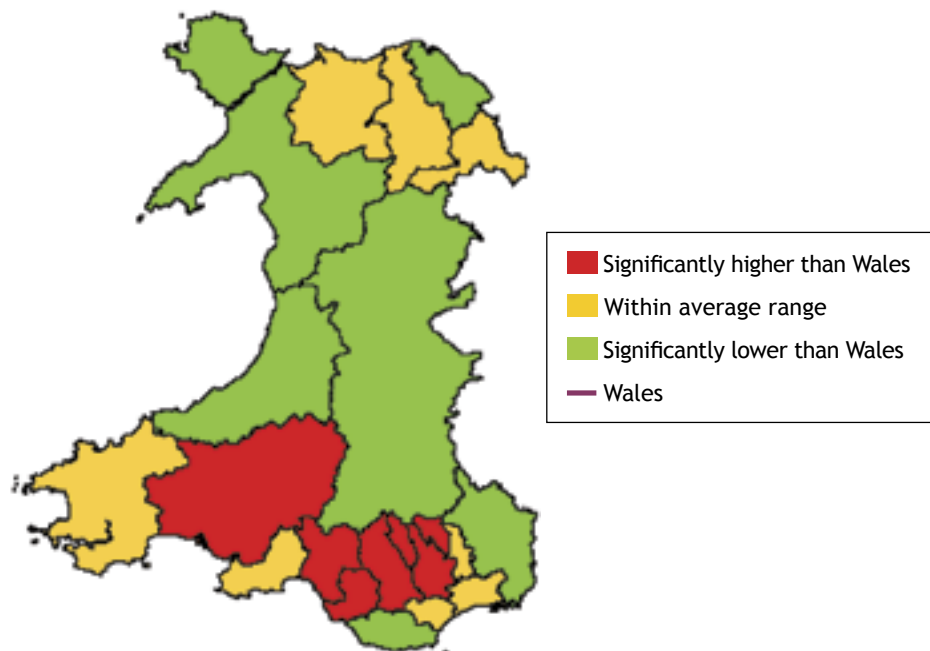 Significantly higher than Wales
Within average range
Significantly lower than Wales
Wales